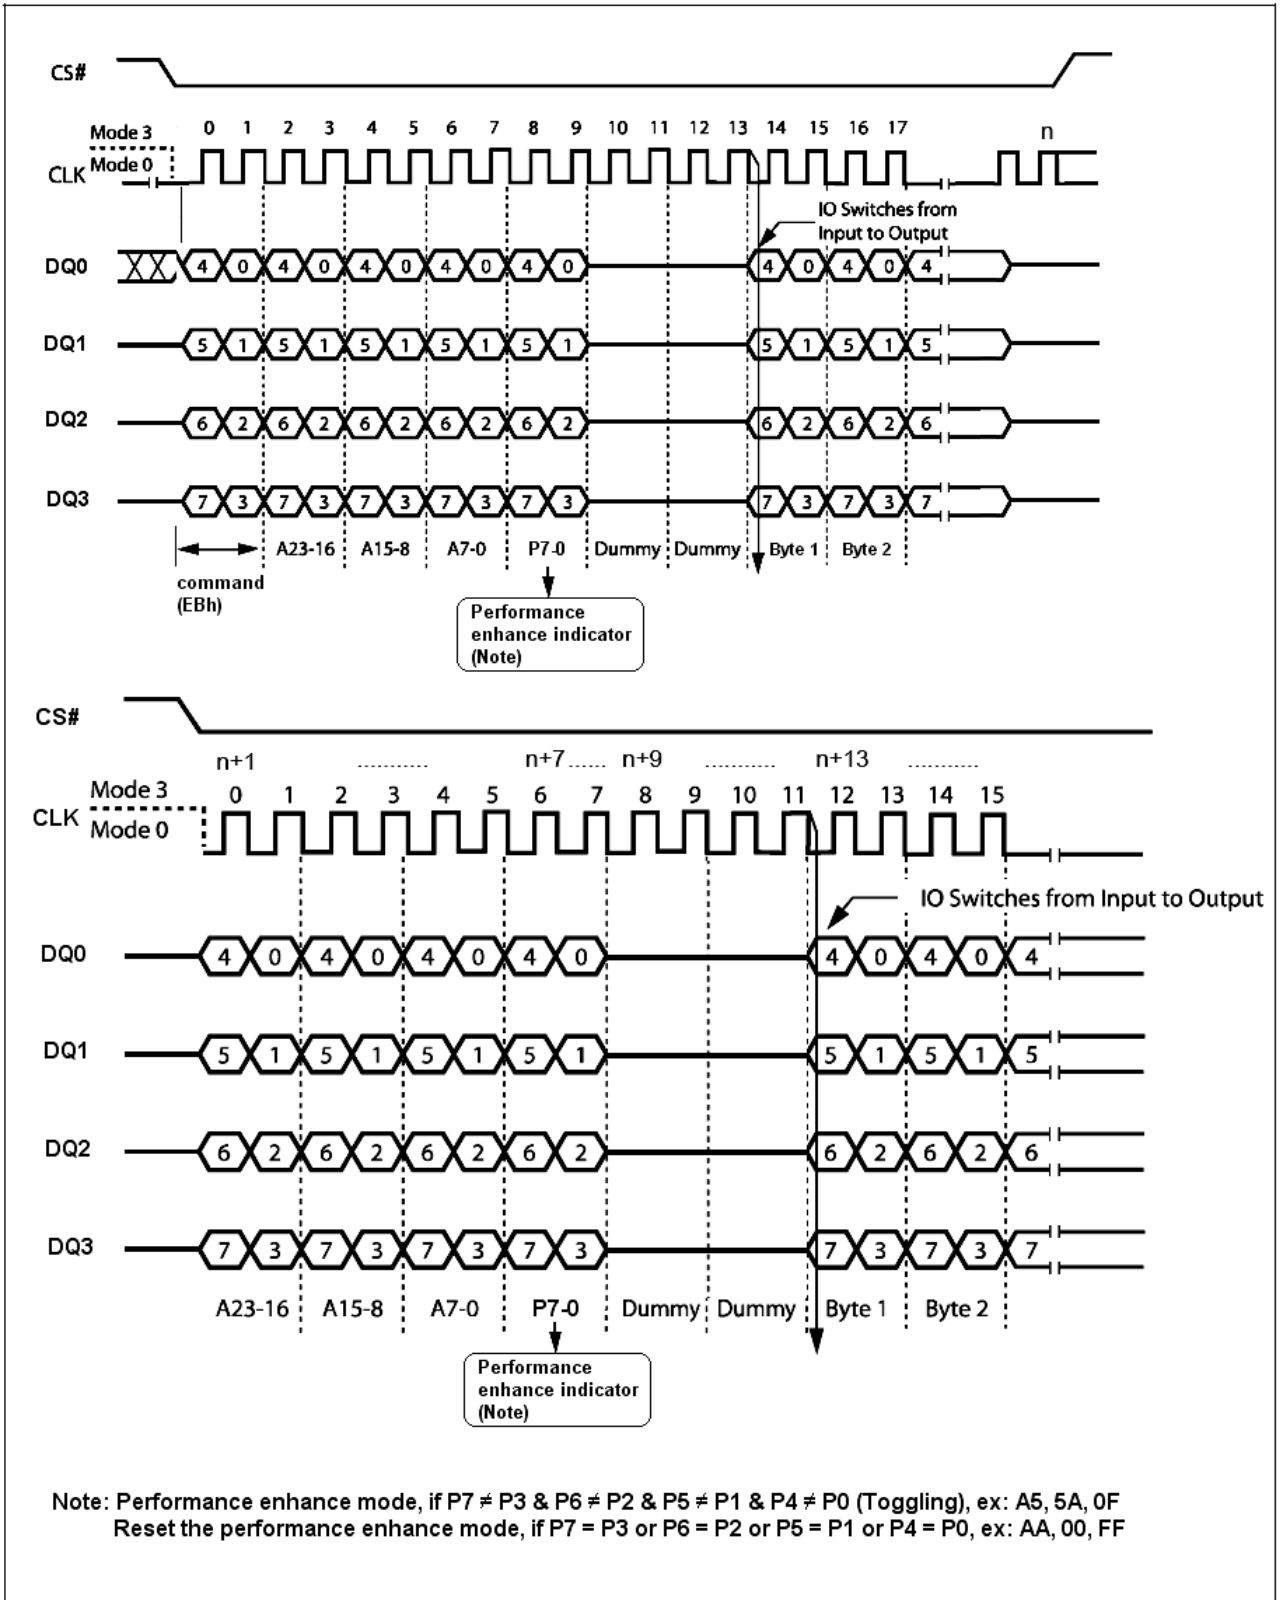 CS#
Mode 3
0 1 2 3 4 5 6 7 8 9 10 11 12 13 14 15 16 17 n
CLK Mode 0
IO Switches from
Input to Output
DQ0 4 0 4 0 4 0 4 0 4 0 4 0 4 0 4
DQ1 5 1 5 1 5 1 5 1 5 1 5 1 5 1 5
DQ2 6 2 6 2 6 2 6 2 6 2 6 2 6 2 6
DQ3 7 3 7 3 7 3 7 3 7 3 7 3 7 3 7
A23-16 A15-8 A7-0 P7-0 Dummy Dummy Byte 1 Byte 2
command
(EBh)
Performance
enhance indicator
(Note)
CS#
n+1 ............ n+7 ...... n+9 ............ n+13 ............
Mode 3
0 1 2 3 4 5 6 7 8 9 10 11 12 13 14 15
CLK Mode 0
IO Switches from Input to Output
DQ0 4 0 4 0 4 0 4 0 4 0 4 0 4
DQ1 5 1 5 1 5 1 5 1 5 1 5 1 5
DQ2 6 2 6 2 6 2 6 2 6 2 6 2 6
DQ3 7 3 7 3 7 3 7 3 7 3 7 3 7
A23-16 A15-8 A7-0 P7-0 Dummy Dummy Byte 1 Byte 2
Performance
enhance indicator
(Note)
Note: Performance enhance mode, if P7 ≠ P3 & P6 ≠ P2 & P5 ≠ P1 & P4 ≠ P0 (Toggling), ex: A5, 5A, 0F
Reset the performance enhance mode, if P7 = P3 or P6 = P2 or P5 = P1 or P4 = P0, ex: AA, 00, FF